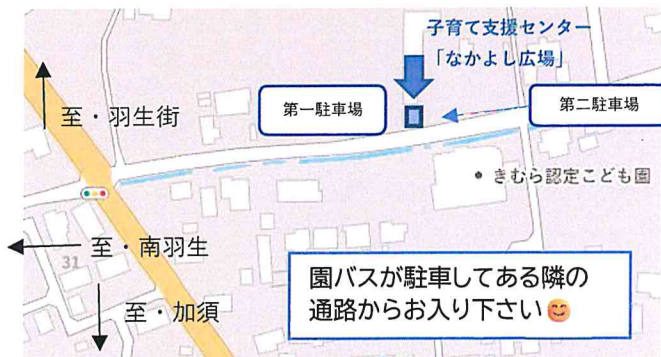 子育て支援センター
「なかよし広場」
第一駐車場
第二駐車場
至・羽生街
きむら認定こども園
至・南羽生
31
至・加須
園バスが駐車してある隣の
通路からお入り下さい😊